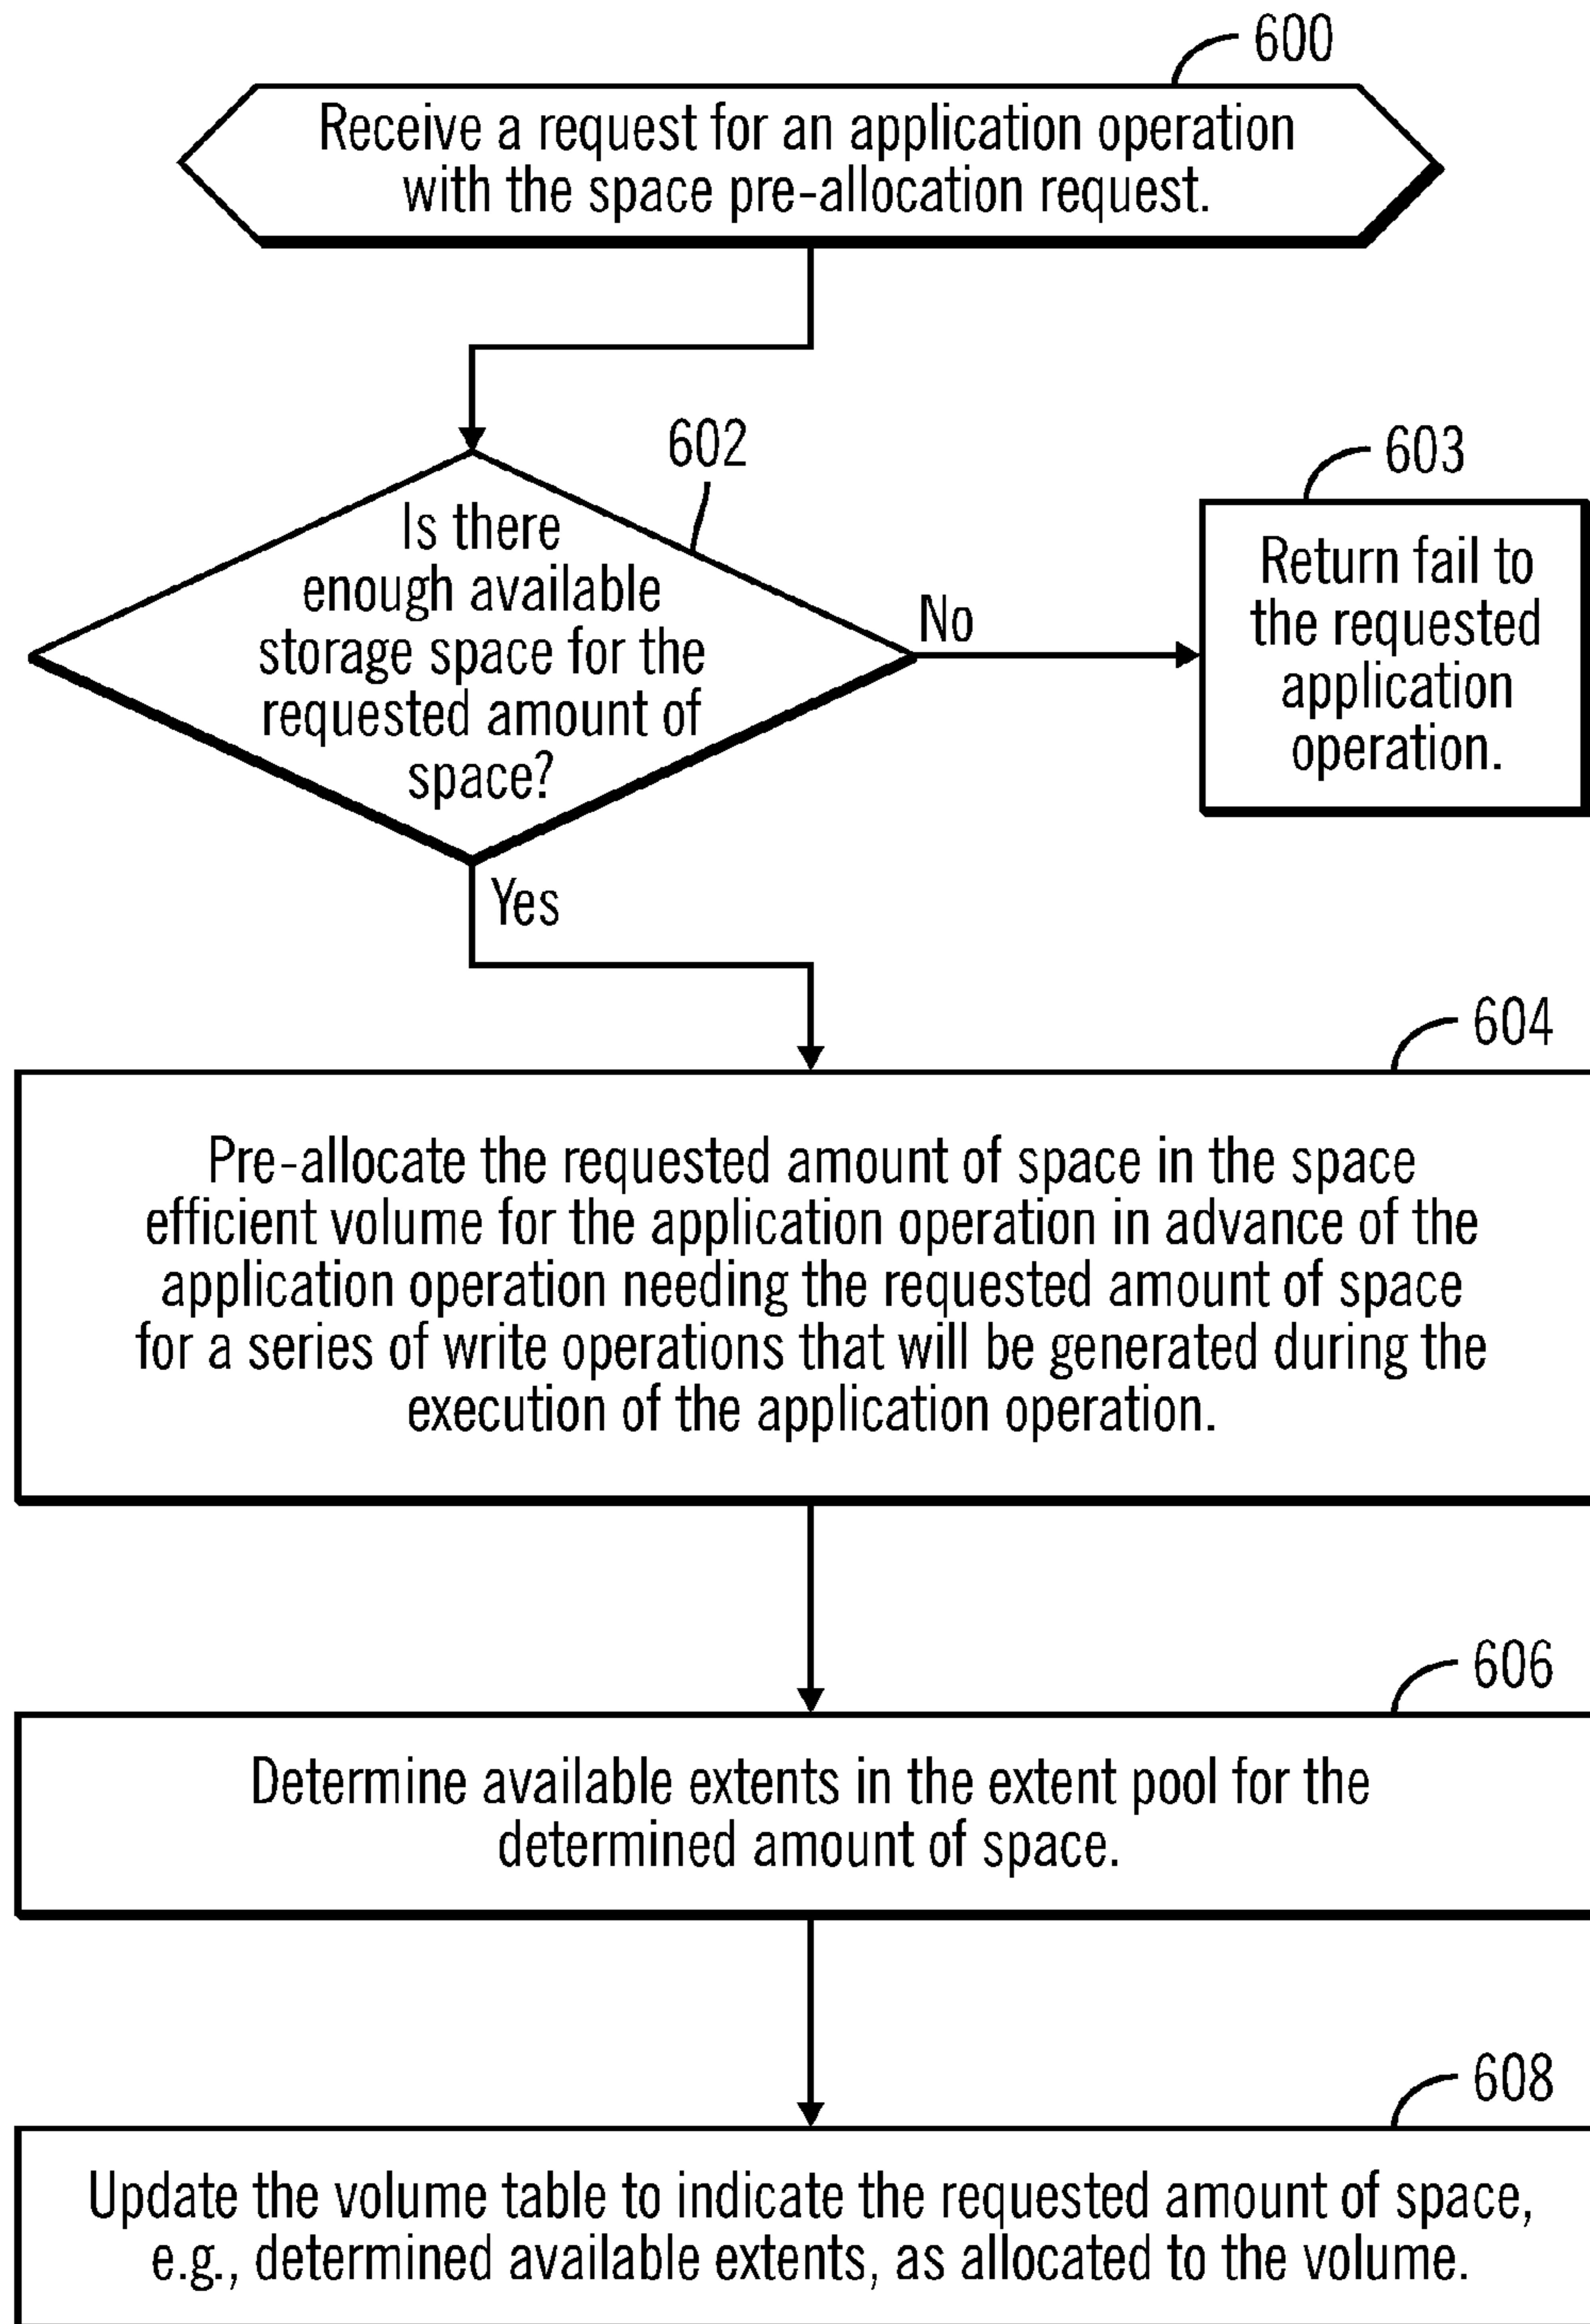 600
Receive a request for an application operation
with the space pre-allocation request.
602
Is there
enough available
storage space for the
requested amount of
space?
No
603
Return fail to
the requested
application
operation.
Yes
604
Pre-allocate the requested amount of space in the space
efficient volume for the application operation in advance of the
application operation needing the requested amount of space
for a series of write operations that will be generated during the
execution of the application operation.
606
Determine available extents in the extent pool for the
determined amount of space.
608
Update the volume table to indicate the requested amount of space,
e.g., determined available extents, as allocated to the volume.